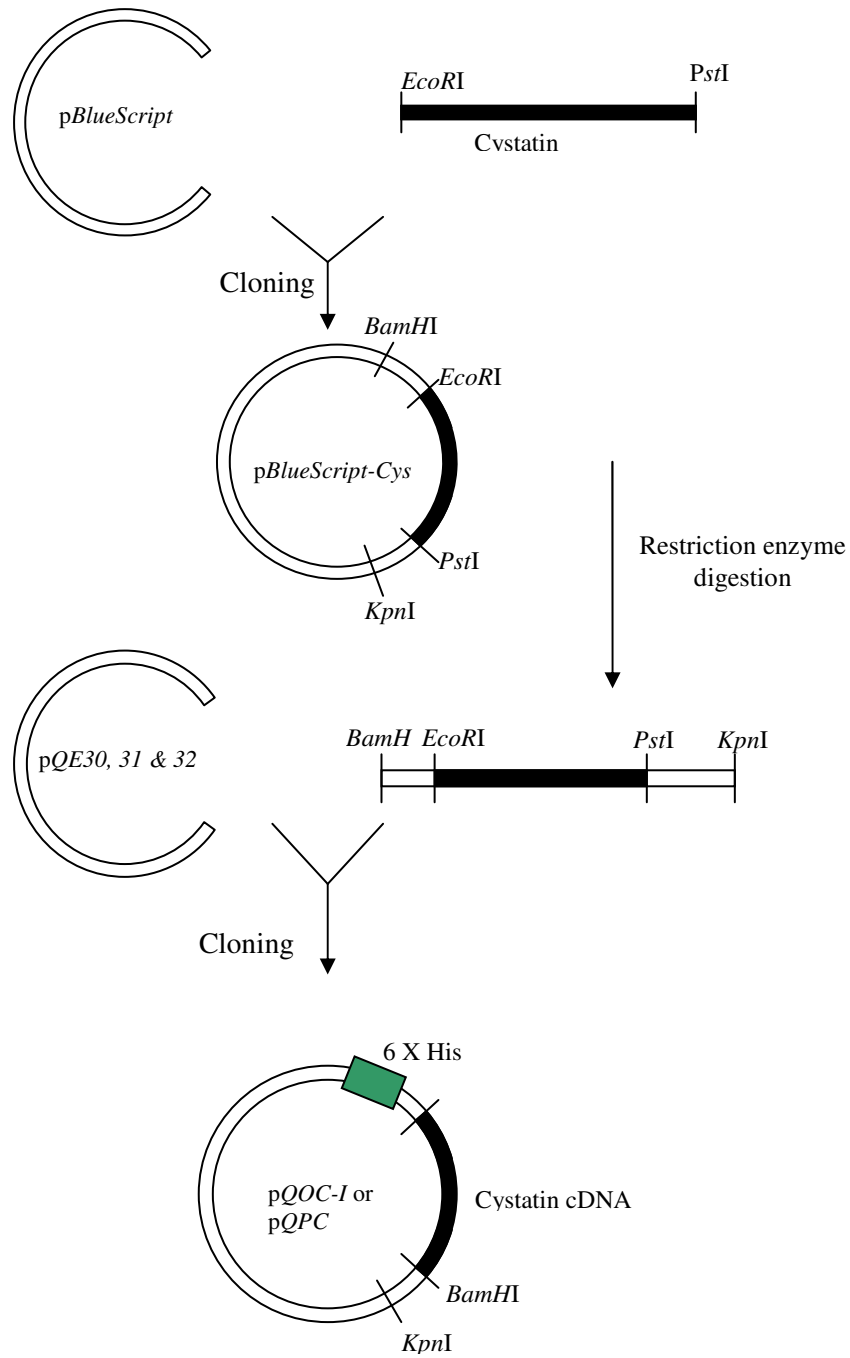 pBlueScript
EcoRI
PstI
Cystatin
Cloning
BamHI
EcoRI
pBlueScript-Cys
PstI
KpnI
Restriction enzyme
digestion
pQE30, 31 & 32
BamH
EcoRI
PstI
KpnI
Cloning
6 X His
pQOC-I or
pQPC
Cystatin cDNA
BamHI
KpnI